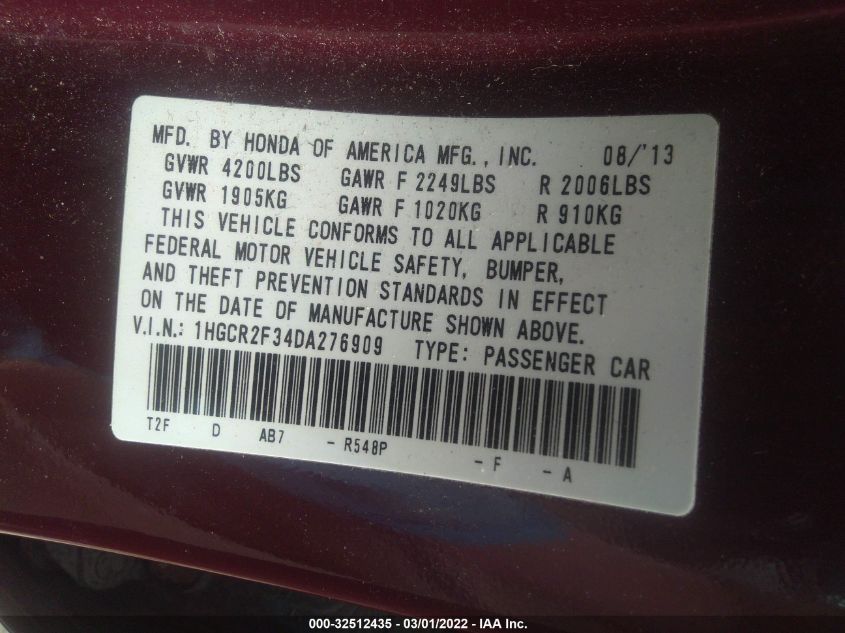 MFD. BY HONDA OF AMERICA MFG., INC. 08/'13
GVWR 4200LBS GAWR F 2249LBS R 2006LBS
GVWR 1905KG GAWR F 1020KG R 910KG
THIS VEHICLE CONFORMS TO ALL APPLICABLE
FEDERAL MOTOR VEHICLE SAFETY, BUMPER,
AND THEFT PREVENTION STANDARDS IN EFFECT
ON THE DATE OF MANUFACTURE SHOWN ABOVE.
V.I.N.: 1HGCR2F34DA276909 TYPE: PASSENGER CAR
T2F D AB7 - R548P - F - A
000-32512435 - 03/01/2022 - IAA Inc.